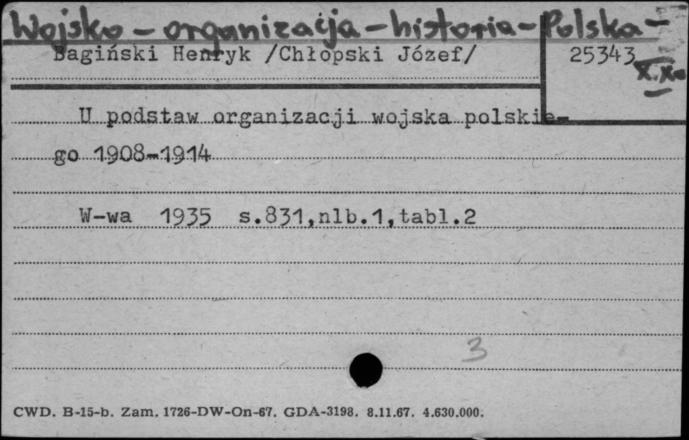 Wojsko - organizacja - historia - Polska -
Bagiński Henryk /Chłopski Józef/
25343
U podstaw organizacji wojska polskie-
go 1908-1914
W-wa 1935 s.831,nlb.1,tabl.2
3
CWD. B-15-b. Zam. 1726-DW-On-67. GDA-3198. 8.11.67. 4.630.000.